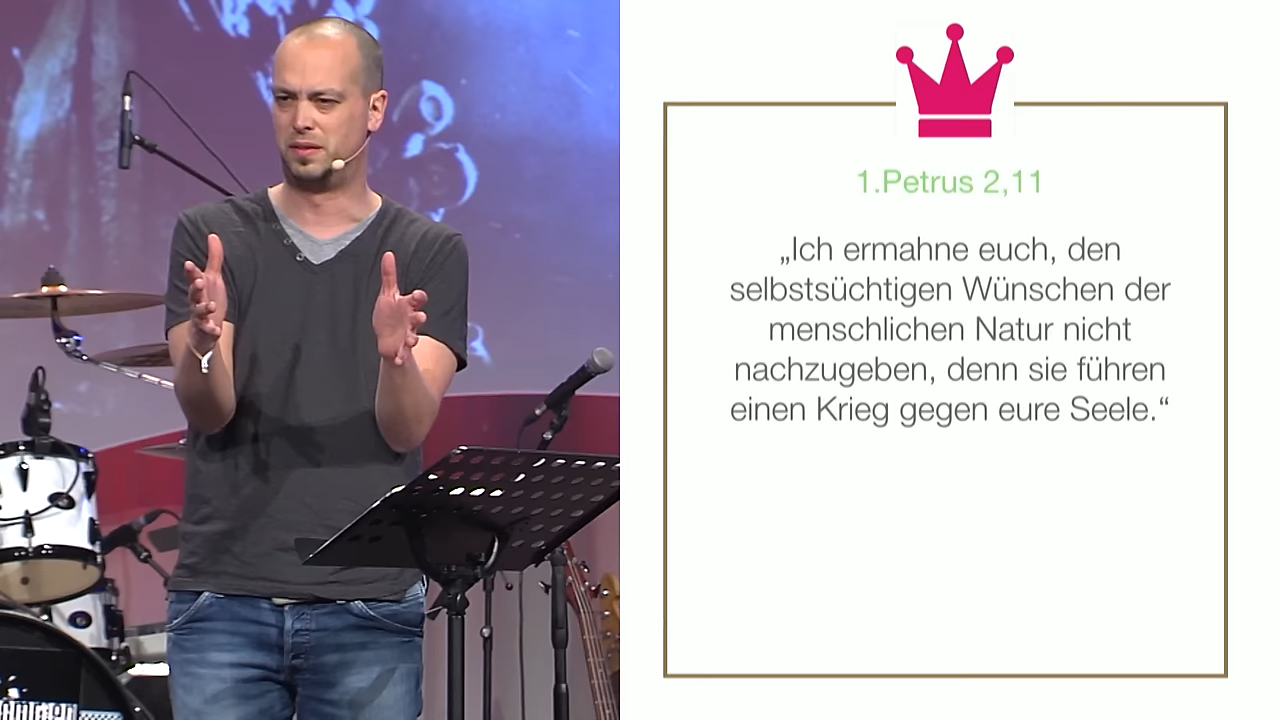 1.Petrus 2,11
„Ich ermahne euch, den
selbstsüchtigen Wünschen der
menschlichen Natur nicht
nachzugeben, denn sie führen
einen Krieg gegen eure Seele.“